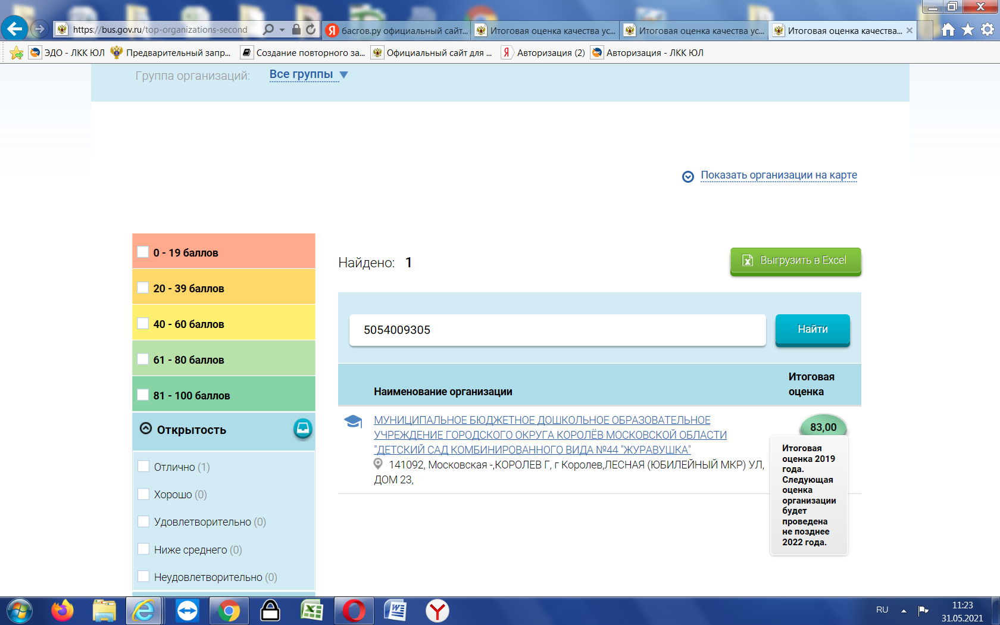 https://bus.gov.ru/top-organizations-second
басгов.ру официальный сайт...
Итоговая оценка качества ус...
Итоговая оценка качества ус...
Итоговая оценка качества...
ЭДО - ЛКК ЮЛ
Предварительный запр...
Создание повторного за...
Официальный сайт для ...
Авторизация (2)
Авторизация - ЛКК ЮЛ
Группа организаций: Все группы
Показать организации на карте
0 - 19 баллов
20 - 39 баллов
40 - 60 баллов
61 - 80 баллов
81 - 100 баллов
Открытость
Отлично (1)
Хорошо (0)
Удовлетворительно (0)
Ниже среднего (0)
Неудовлетворительно (0)
Найдено: 1
Выгрузить в Excel
5054009305
Найти
Наименование организации
Итоговая
оценка
МУНИЦИПАЛЬНОЕ БЮДЖЕТНОЕ ДОШКОЛЬНОЕ ОБРАЗОВАТЕЛЬНОЕ
УЧРЕЖДЕНИЕ ГОРОДСКОГО ОКРУГА КОРОЛЁВ МОСКОВСКОЙ ОБЛАСТИ
"ДЕТСКИЙ САД КОМБИНИРОВАННОГО ВИДА №44 "ЖУРАВУШКА"
141092, Московская -,КОРОЛЕВ Г, г Королев,ЛЕСНАЯ (ЮБИЛЕЙНЫЙ МКР) УЛ,
ДОМ 23,
83,00
Итоговая
оценка 2019
года.
Следующая
оценка
организации
будет
проведена
не позднее
2022 года.
RU
11:23
31.05.2021